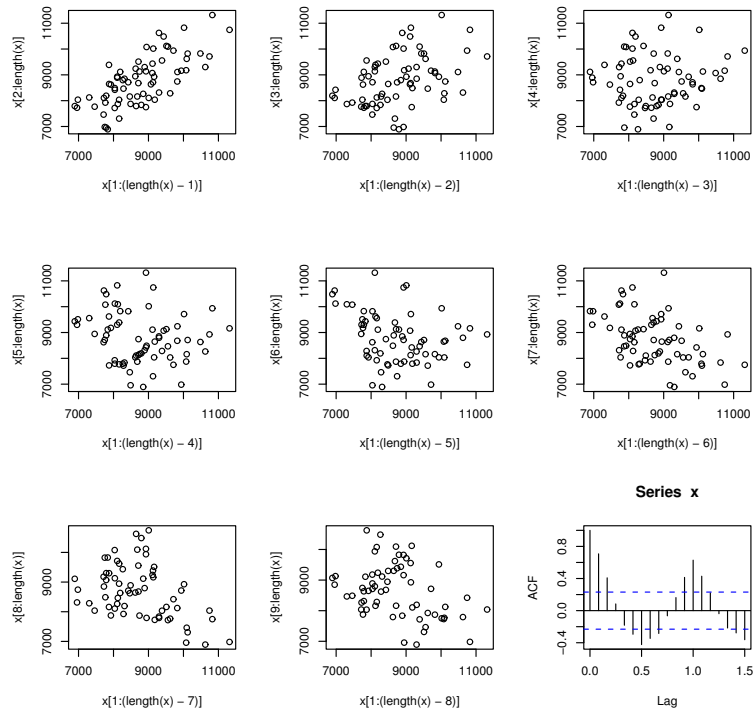 x[2:length(x)]
7000 9000 11000
7000 9000 11000
x[1:(length(x) − 1)]
x[3:length(x)]
7000 9000 11000
7000 9000 11000
x[1:(length(x) − 2)]
x[4:length(x)]
7000 9000 11000
7000 9000 11000
x[1:(length(x) − 3)]
x[5:length(x)]
7000 9000 11000
7000 9000 11000
x[1:(length(x) − 4)]
x[6:length(x)]
7000 9000 11000
7000 9000 11000
x[1:(length(x) − 5)]
x[7:length(x)]
7000 9000 11000
7000 9000 11000
x[1:(length(x) − 6)]
x[8:length(x)]
7000 9000
7000 9000 11000
x[1:(length(x) − 7)]
x[9:length(x)]
7000 9000
7000 9000 11000
x[1:(length(x) − 8)]
Series x
ACF
−0.4 0.0 0.4 0.8
0.0 0.5 1.0 1.5
Lag